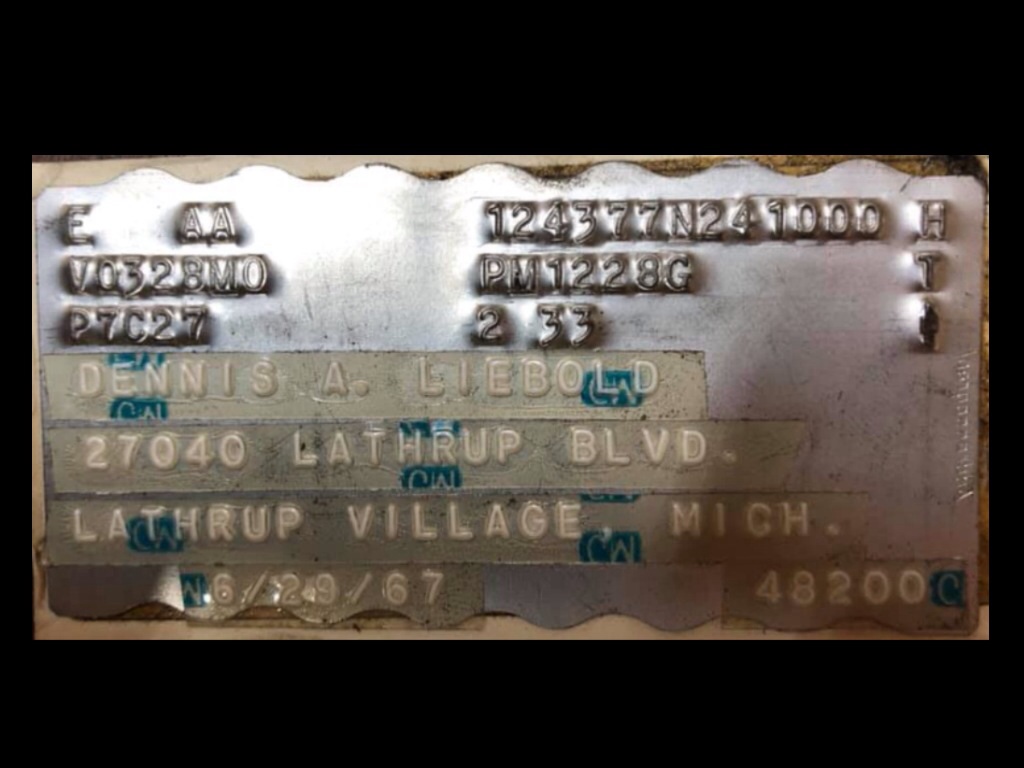 E AA 124377N241000 H
V0328M0 PM1228G T
P7C27 2 33
DENNIS A. LIEBOLD
27040 LATHRUP BLVD.
LATHRUP VILLAGE, MICH.
6/29/67 48200